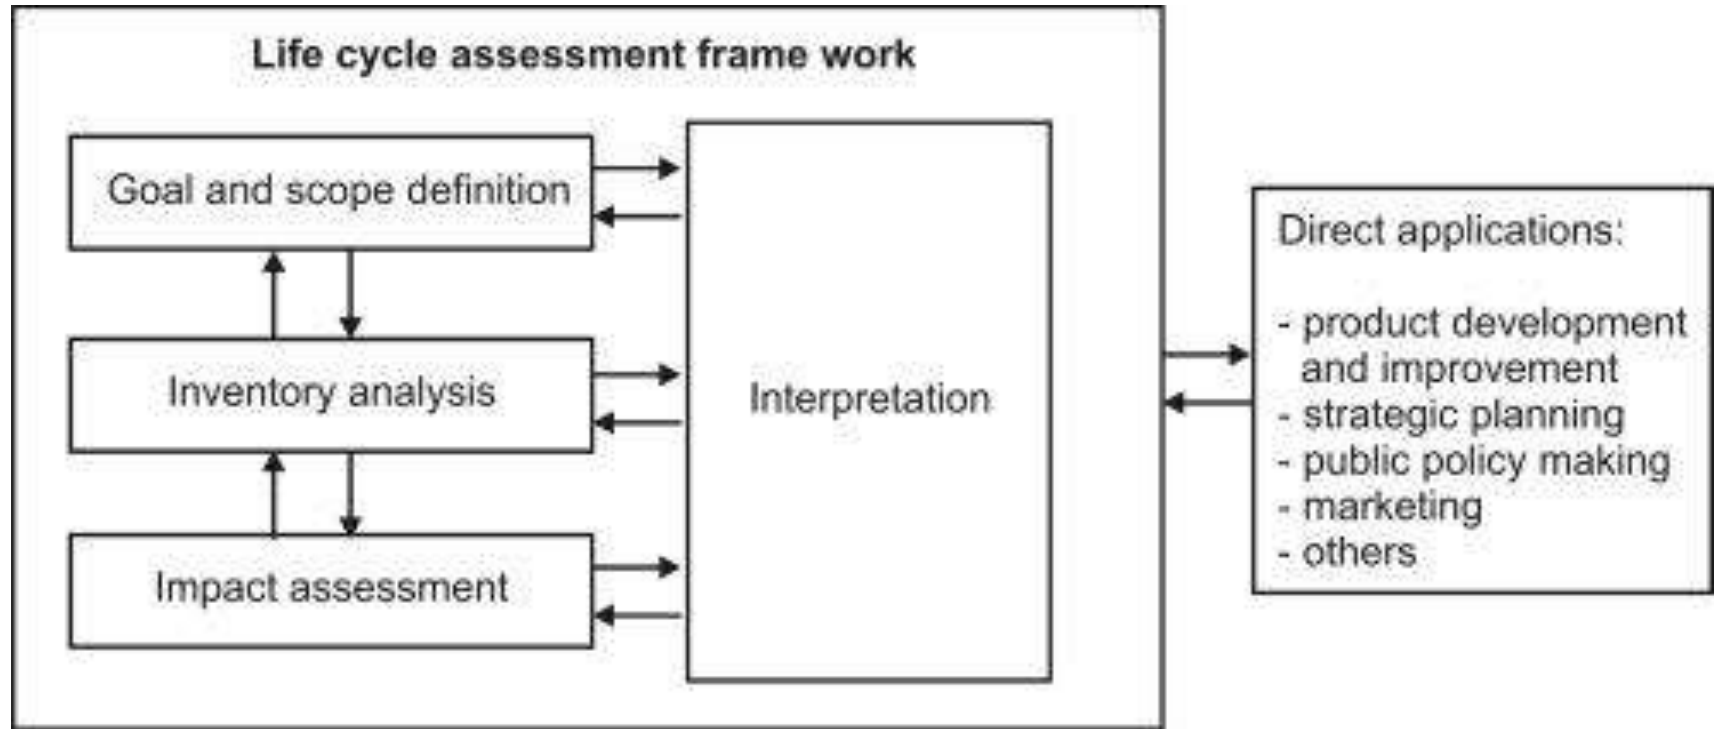 Life cycle assessment frame work
Goal and scope definition
Inventory analysis
Impact assessment
Interpretation
Direct applications:
- product development
and improvement
- strategic planning
- public policy making
- marketing
- others